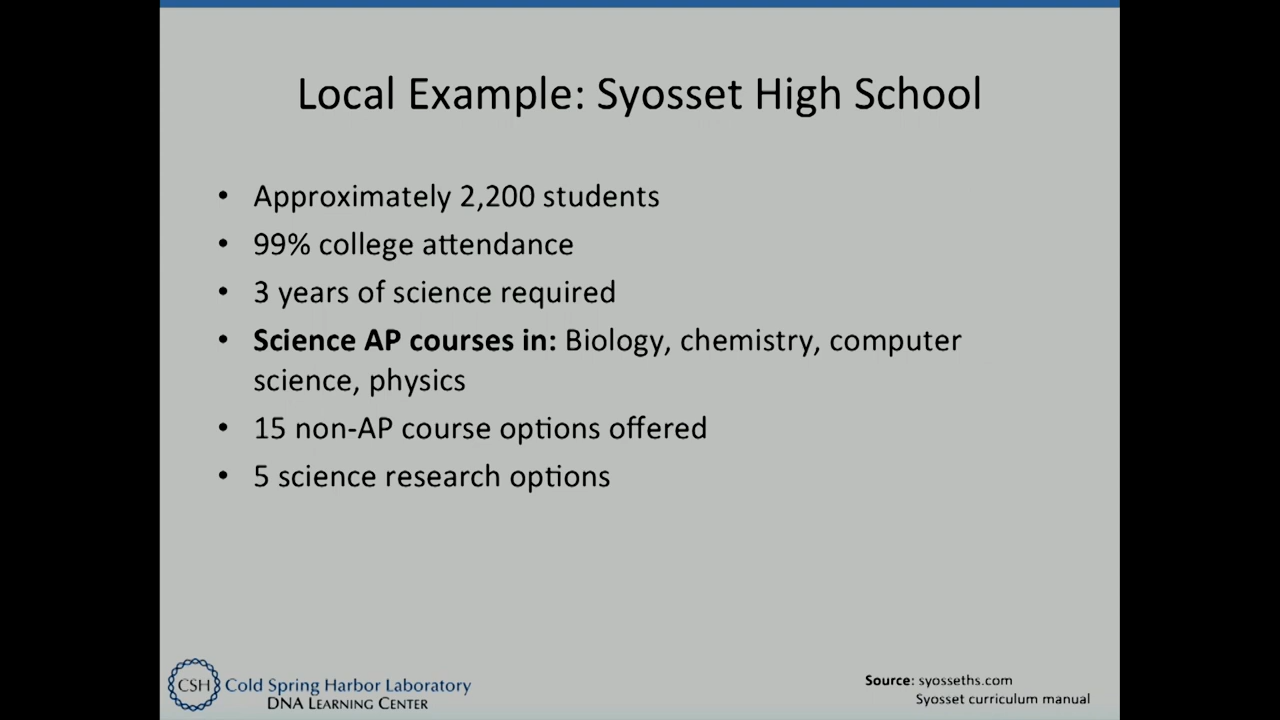 Local Example: Syosset High School
• Approximately 2,200 students
• 99% college attendance
• 3 years of science required
• Science AP courses in: Biology, chemistry, computer
science, physics
• 15 non-AP course options offered
• 5 science research options
CSH Cold Spring Harbor Laboratory
DNA LEARNING CENTER
Source: syosseths.com
Syosset curriculum manual